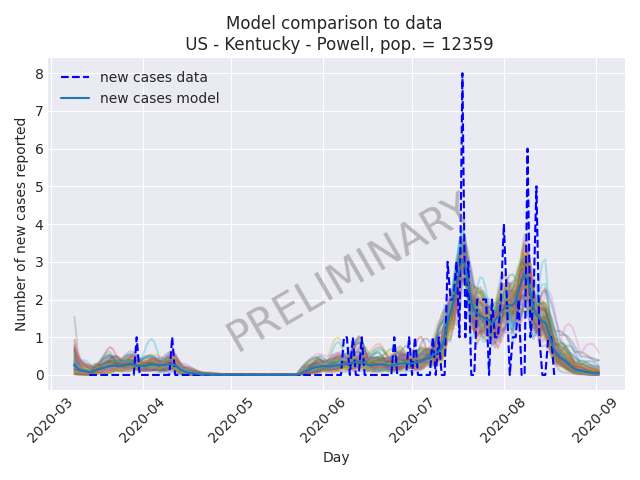 Model comparison to data
US - Kentucky - Powell, pop. = 12359
new cases data
new cases model
PRELIMINARY
Number of new cases reported
8
7
6
5
4
3
2
1
0
2020-03
2020-04
2020-05
2020-06
2020-07
2020-08
2020-09
Day